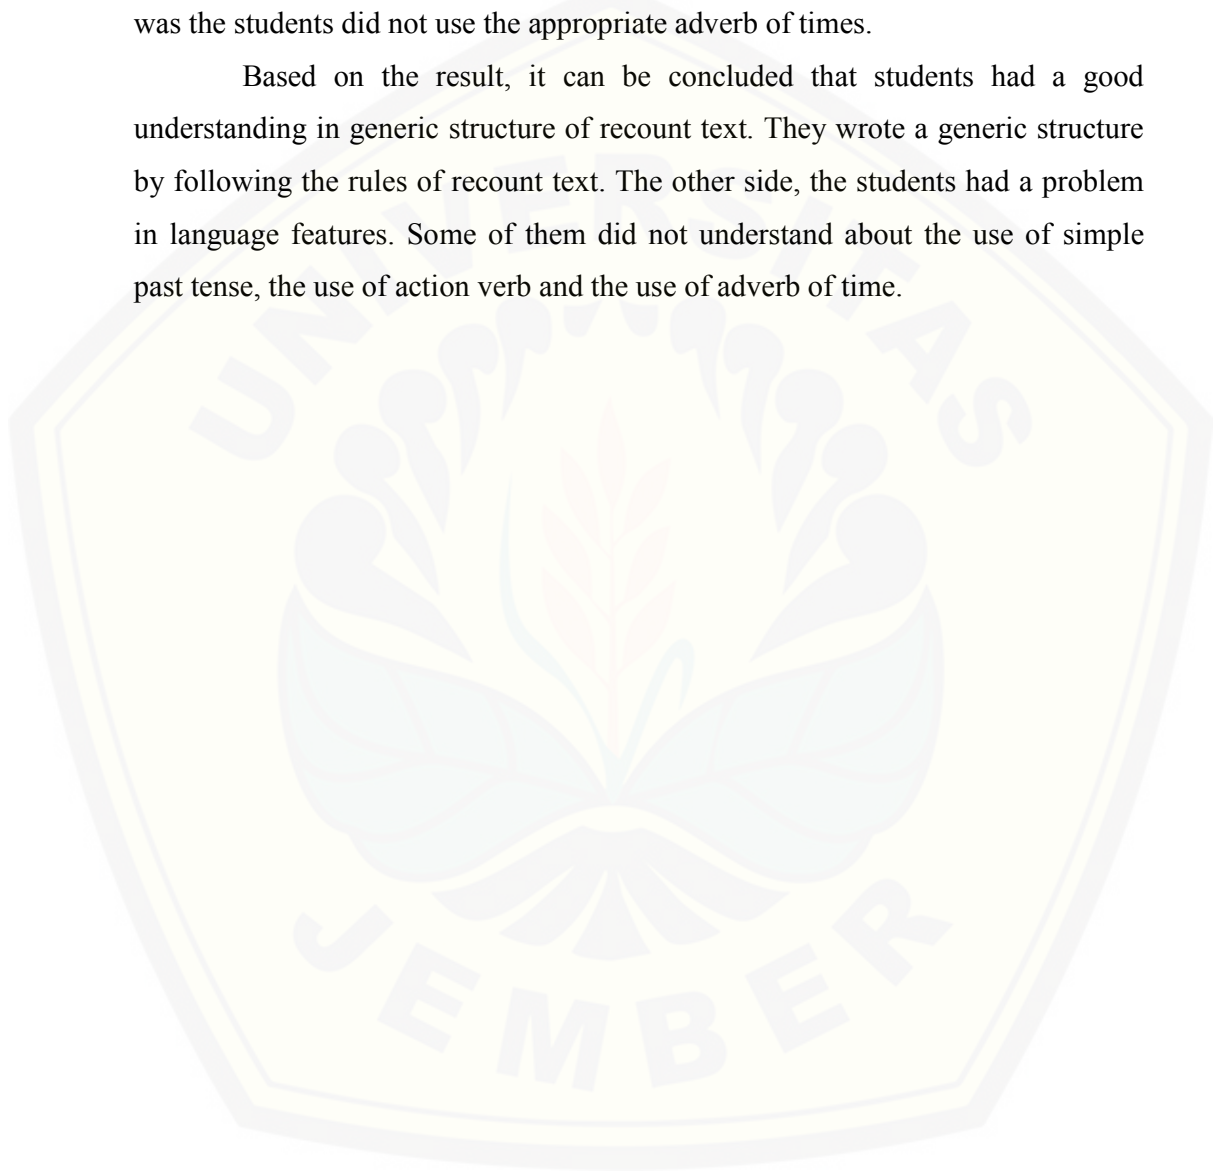 was the students did not use the appropriate adverb of times.
Based on the result, it can be concluded that students had a good
understanding in generic structure of recount text. They wrote a generic structure
by following the rules of recount text. The other side, the students had a problem
in language features. Some of them did not understand about the use of simple
past tense, the use of action verb and the use of adverb of time.
UNIVERSITAS
JEMBER